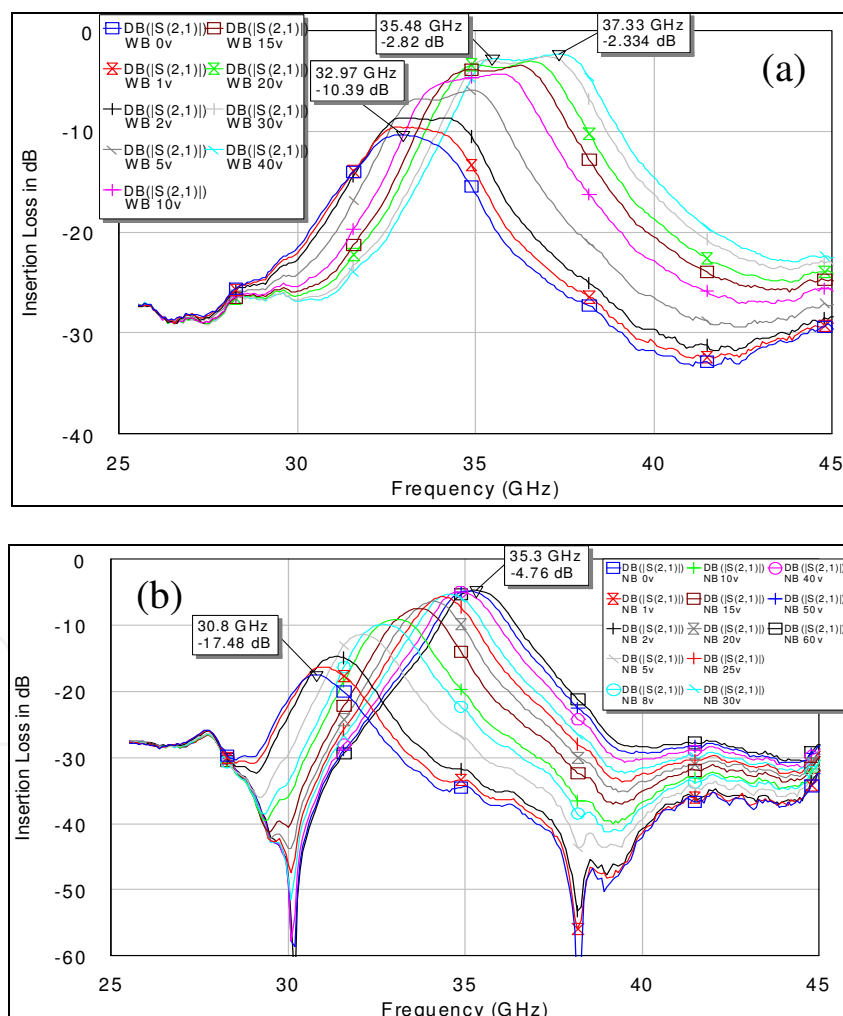 0
-10
-20
-30
-40
Insertion Loss in dB
25
30
35
40
45
Frequency (GHz)
(a)
35.48 GHz
-2.82 dB
37.33 GHz
-2.334 dB
32.97 GHz
-10.39 dB
DB(|S(2,1)|)
WB 0v
DB(|S(2,1)|)
WB 15v
DB(|S(2,1)|)
WB 1v
DB(|S(2,1)|)
WB 20v
DB(|S(2,1)|)
WB 2v
DB(|S(2,1)|)
WB 30v
DB(|S(2,1)|)
WB 5v
DB(|S(2,1)|)
WB 40v
DB(|S(2,1)|)
WB 10v
0
-10
-20
-30
-40
-50
-60
Insertion Loss in dB
25
30
35
40
45
Frequency (GHz)
(b)
35.3 GHz
-4.76 dB
30.8 GHz
-17.48 dB
DB(|S(2,1)|)
NB 0v
DB(|S(2,1)|)
NB 10v
DB(|S(2,1)|)
NB 40v
DB(|S(2,1)|)
NB 1v
DB(|S(2,1)|)
NB 15v
DB(|S(2,1)|)
NB 50v
DB(|S(2,1)|)
NB 2v
DB(|S(2,1)|)
NB 20v
DB(|S(2,1)|)
NB 60v
DB(|S(2,1)|)
NB 5v
DB(|S(2,1)|)
NB 25v
DB(|S(2,1)|)
NB 8v
DB(|S(2,1)|)
NB 30v